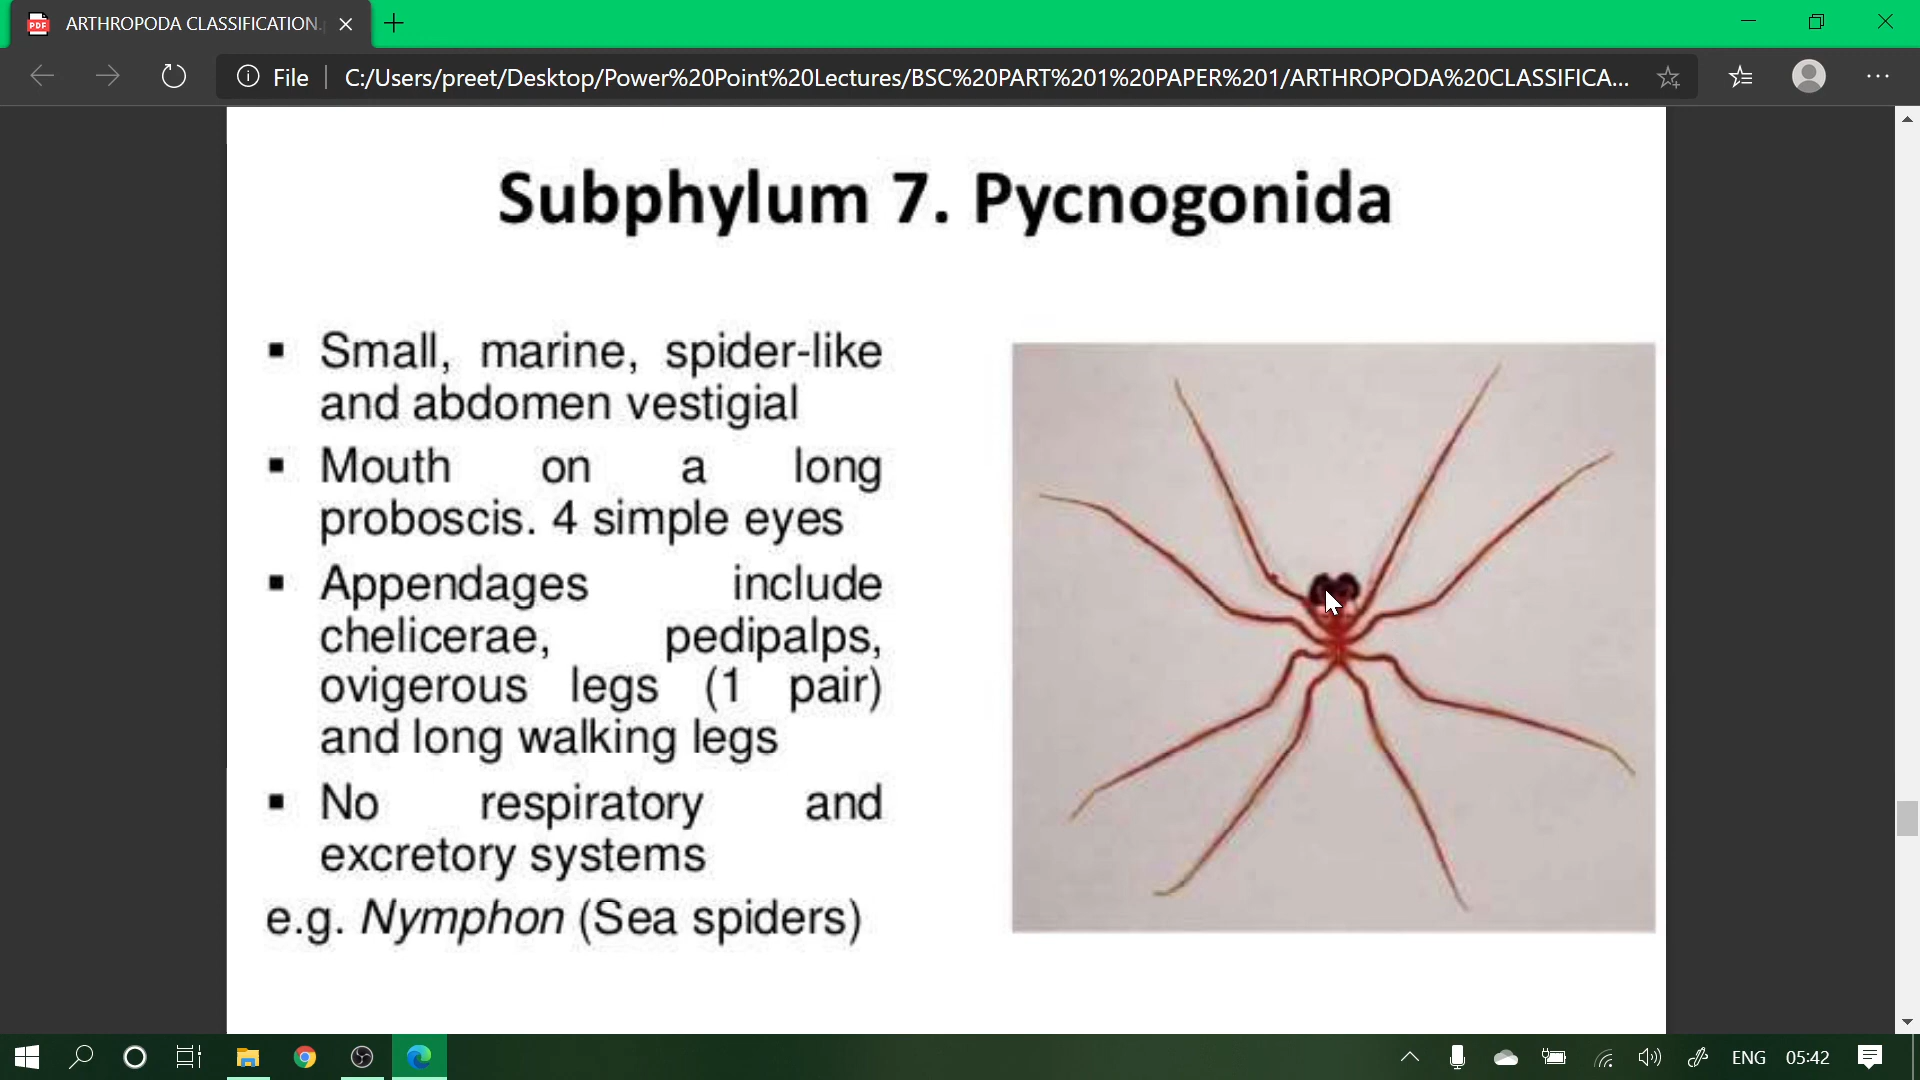 ARTHROPODA CLASSIFICATION.
File
C:/Users/preet/Desktop/Power%20Point%20Lectures/BSC%20PART%201%20PAPER%201/ARTHROPODA%20CLASSIFICA...
Subphylum 7. Pycnogonida
▪ Small, marine, spider-like
and abdomen vestigial
▪ Mouth on a long
proboscis. 4 simple eyes
▪ Appendages include
chelicerae, pedipalps,
ovigerous legs (1 pair)
and long walking legs
▪ No respiratory and
excretory systems
e.g. Nymphon (Sea spiders)
ENG 05:42